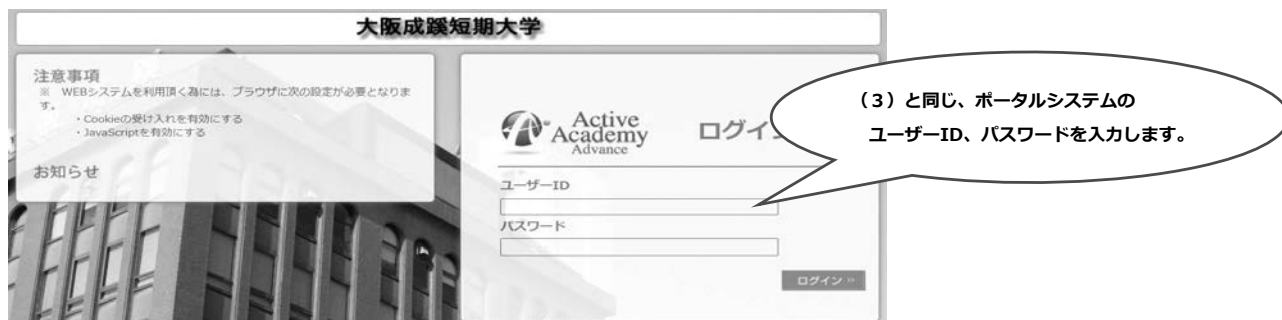 大阪成蹊短期大学
注意事項
※ WEBシステムを利用頂く為には、ブラウザに次の設定が必要となりま
す。
・Cookieの受け入れを有効にする
・JavaScriptを有効にする
お知らせ
Active
Academy
Advance
ログイ
(3)と同じ、ポータルシステムの
ユーザーID、パスワードを入力します。
ユーザーID
パスワード
ログイン »